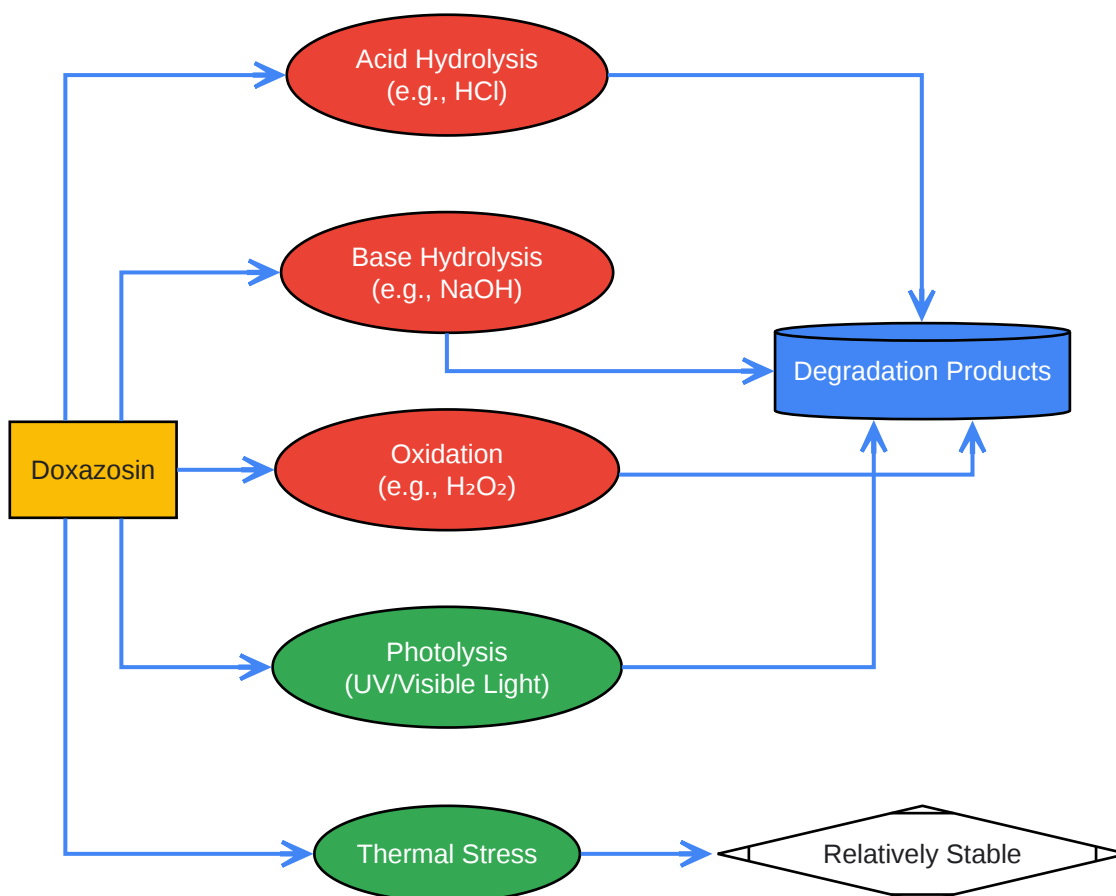 Acid Hydrolysis
(e.g., HCl)
Base Hydrolysis
(e.g., NaOH)
Degradation Products
Doxazosin
Oxidation
(e.g., H₂O₂)
Photolysis
(UV/Visible Light)
Thermal Stress
Relatively Stable